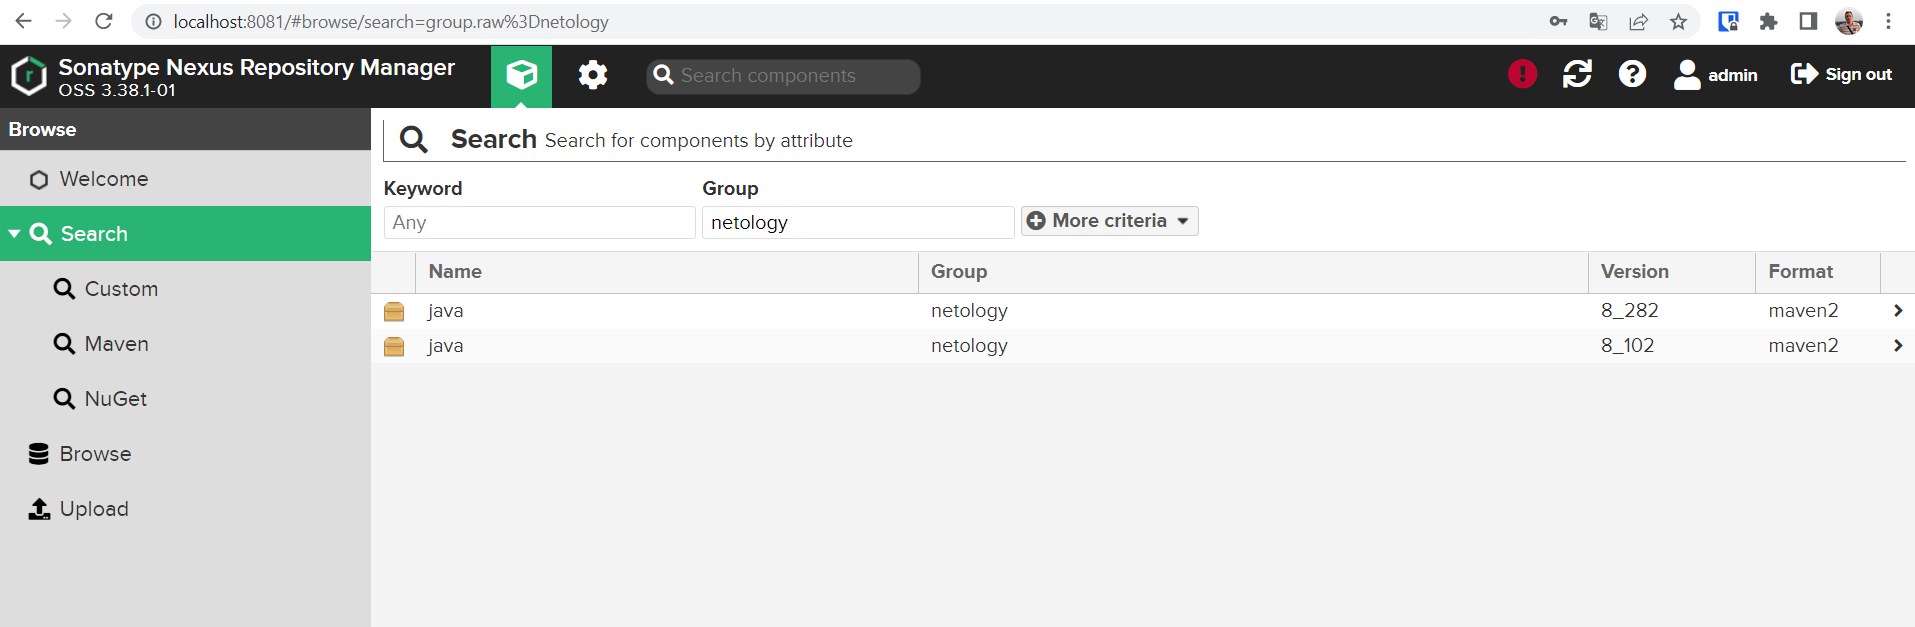 localhost:8081/#browse/search=group.raw%3Dnetology
Sonatype Nexus Repository Manager
OSS 3.38.1-01
Search components
admin
Sign out
Browse
Welcome
Search
Custom
Maven
NuGet
Browse
Upload
Search Search for components by attribute
Keyword Group
Any netology More criteria
Name Group Version Format
java netology 8_282 maven2
java netology 8_102 maven2